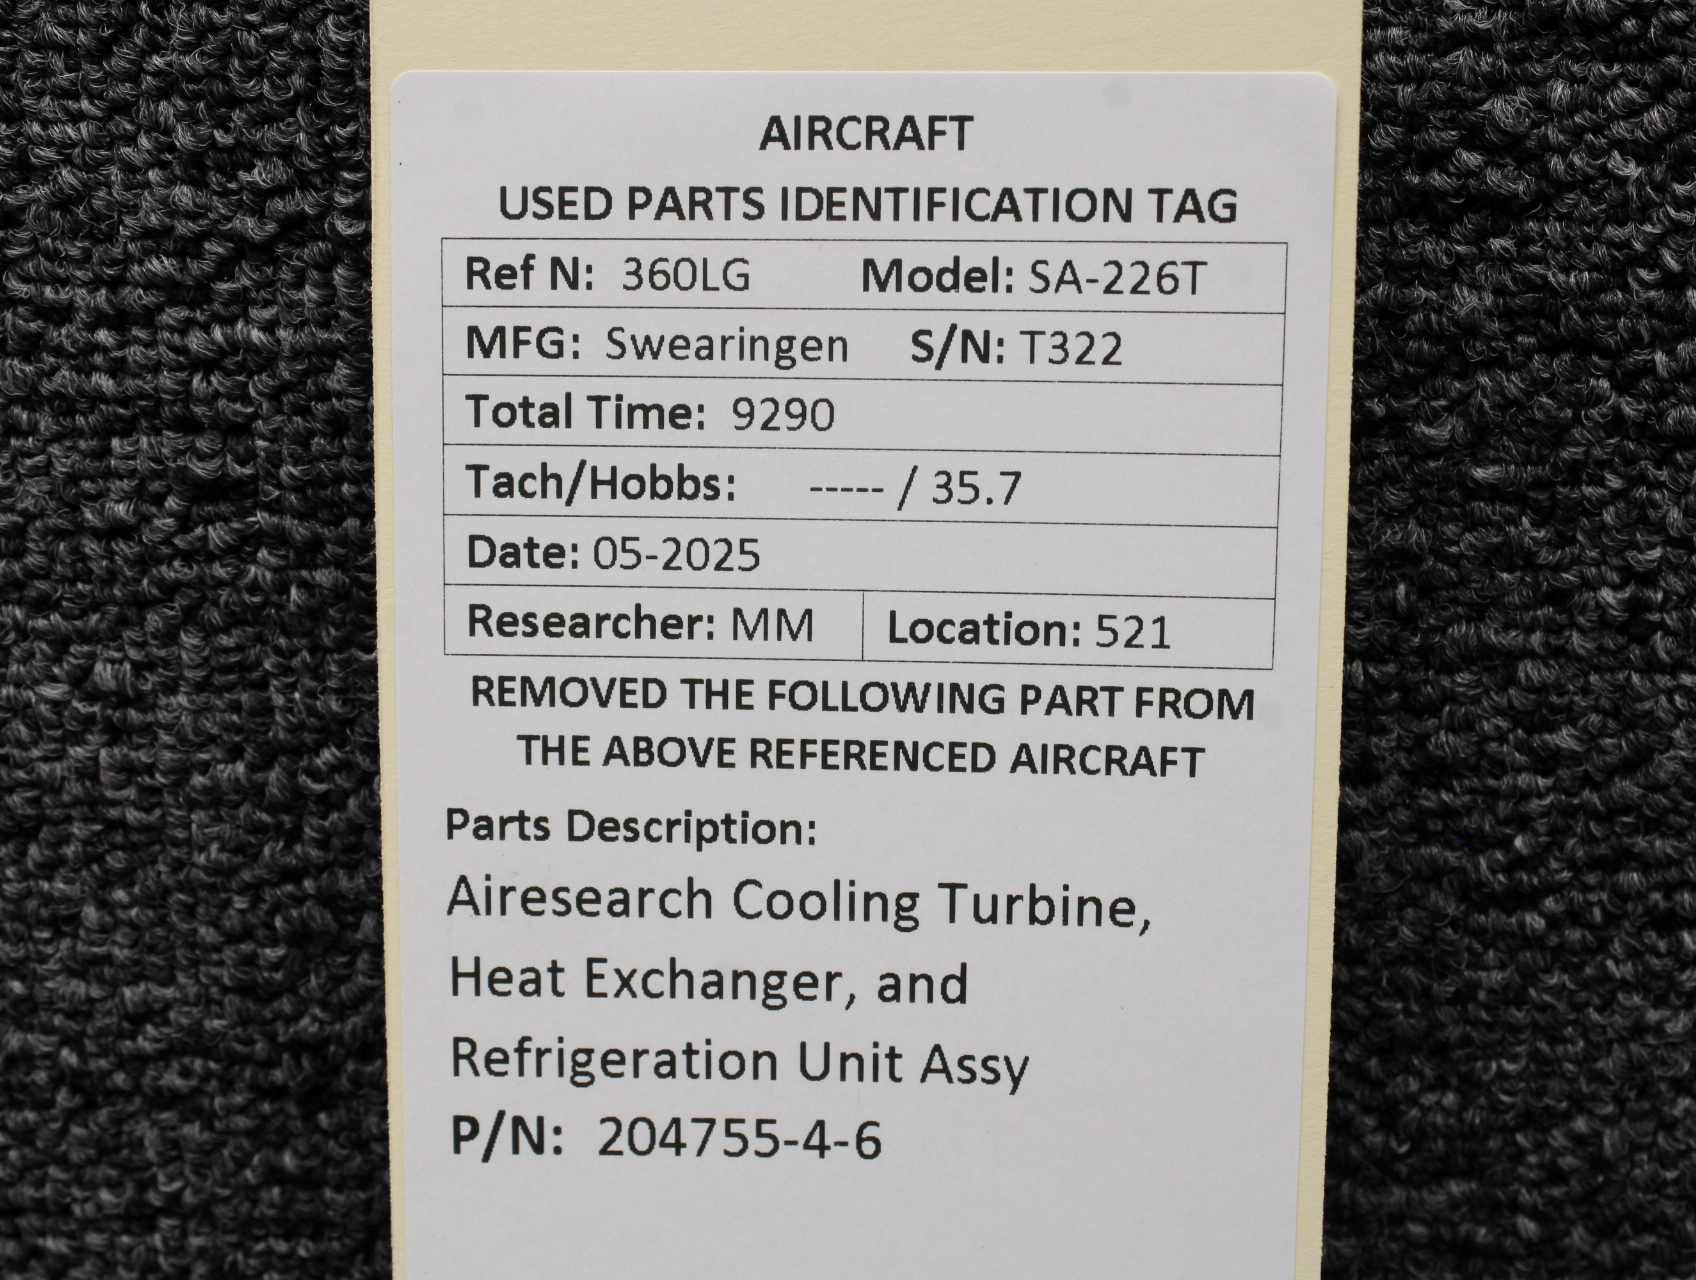 AIRCRAFT
USED PARTS IDENTIFICATION TAG
Ref N: 360LG Model: SA-226T
MFG: Swearingen S/N: T322
Total Time: 9290
Tach/Hobbs: ----- / 35.7
Date: 05-2025
Researcher: MM Location: 521
REMOVED THE FOLLOWING PART FROM
THE ABOVE REFERENCED AIRCRAFT
Parts Description:
Airesearch Cooling Turbine,
Heat Exchanger, and
Refrigeration Unit Assy
P/N: 204755-4-6